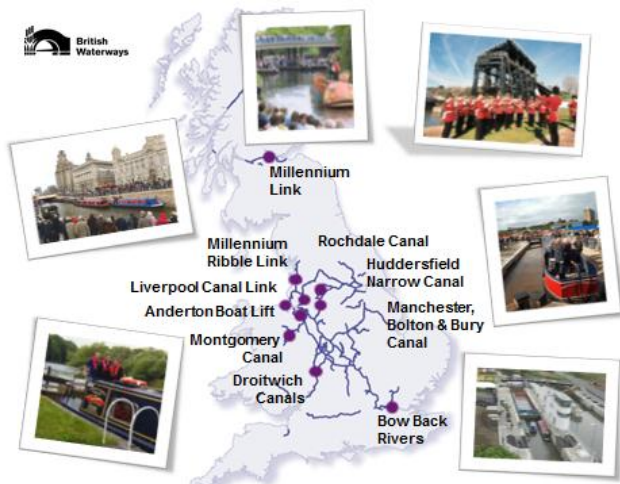 British
Waterways
Millennium
Link
Millennium
Ribble Link
Rochdale Canal
Huddersfield
Narrow Canal
Liverpool Canal Link
Anderton Boat Lift
Manchester,
Bolton & Bury
Canal
Montgomery
Canal
Droitwich
Canals
Bow Back
Rivers